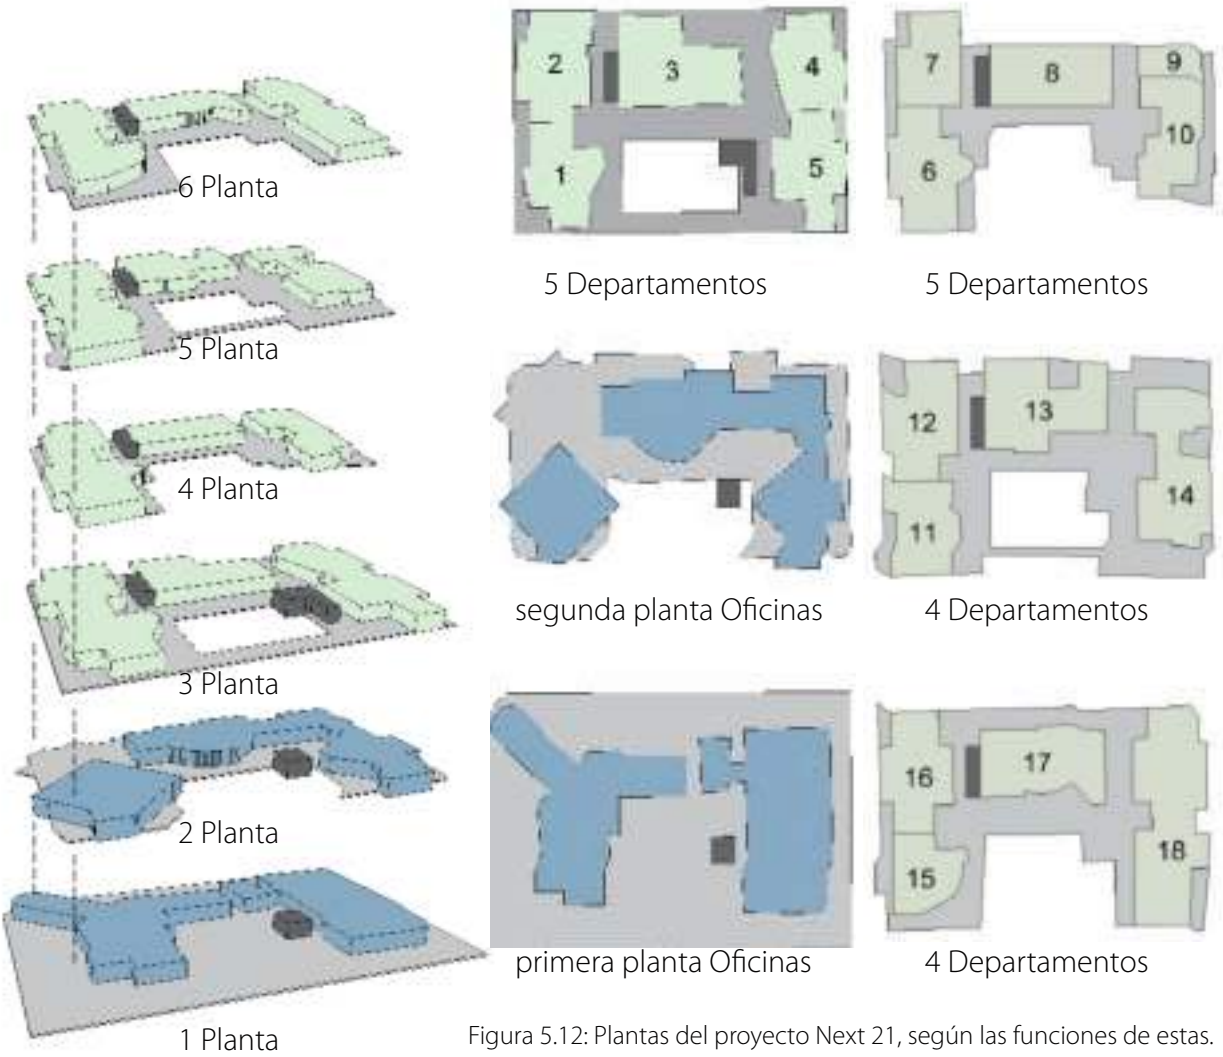 6 Planta
5 Planta
4 Planta
3 Planta
2 Planta
1 Planta
2
3
4
1
5
5 Departamentos
7
8
9
10
6
5 Departamentos
segunda planta Oficinas
12
13
14
11
4 Departamentos
primera planta Oficinas
16
17
18
15
4 Departamentos
Figura 5.12: Plantas del proyecto Next 21, según las funciones de estas.